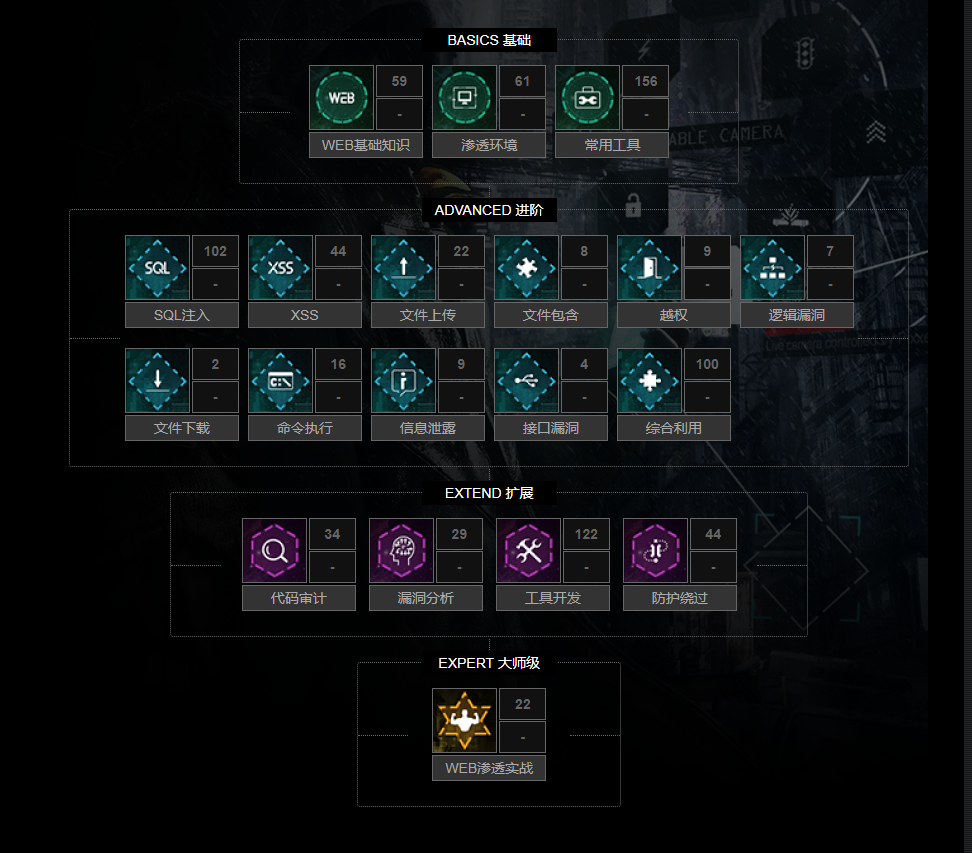 BASICS 基础
WEB 59 61 156
- - -
WEB基础知识 渗透环境 常用工具
ABLE CAMERA
ADVANCED 进阶
SQL 102 XSS 44 22 8 9 7
- - - - - -
SQL注入 XSS 文件上传 文件包含 越权 逻辑漏洞
2 C:\ 16 9 4 100
- - - - -
文件下载 命令执行 信息泄露 接口漏洞 综合利用
EXTEND 扩展
34 29 122 44
- - - -
代码审计 漏洞分析 工具开发 防护绕过
EXPERT 大师级
22
-
WEB渗透实战